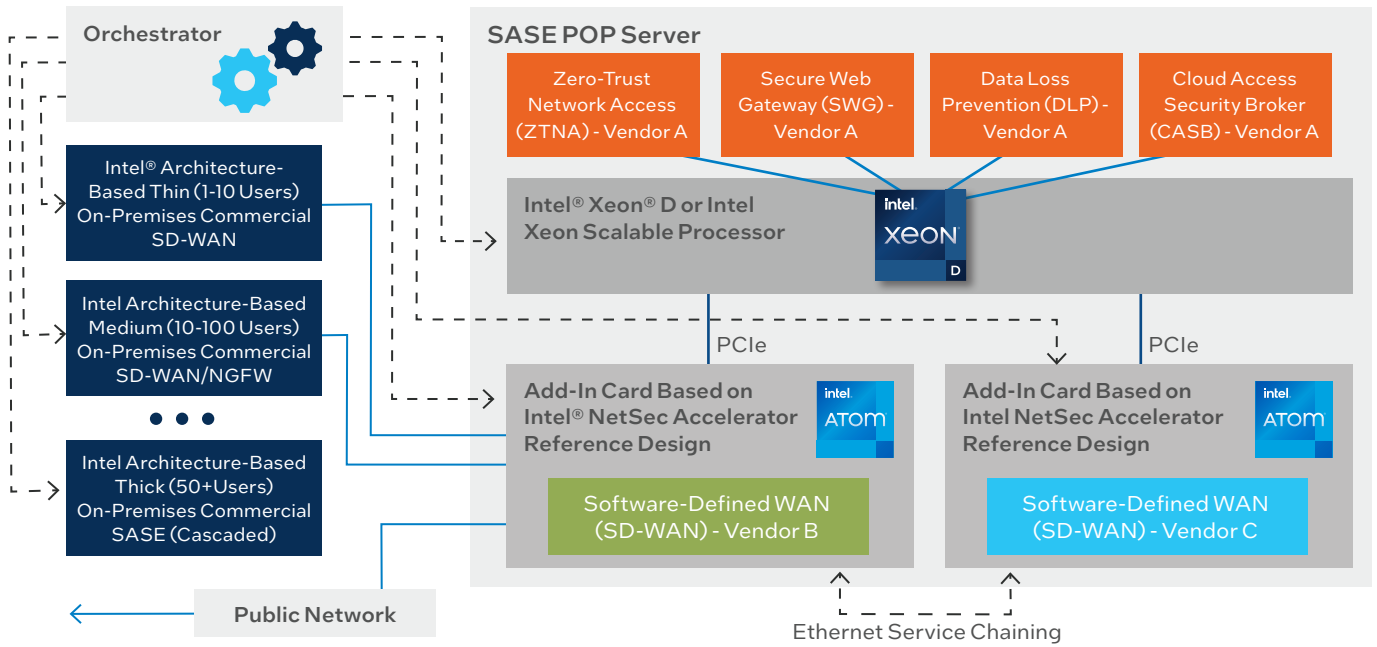 Orchestrator
SASE POP Server
Zero-Trust
Network Access
(ZTNA) - Vendor A
Secure Web
Gateway (SWG) -
Vendor A
Data Loss
Prevention (DLP) -
Vendor A
Cloud Access
Security Broker
(CASB) - Vendor A
Intel® Architecture-
Based Thin (1-10 Users)
On-Premises Commercial
SD-WAN
Intel® Xeon® D or Intel
Xeon Scalable Processor
intel.
xeon
D
Intel Architecture-Based
Medium (10-100 Users)
On-Premises Commercial
SD-WAN/NGFW
PCIe
PCIe
Add-In Card Based on
Intel® NetSec Accelerator
Reference Design
intel.
ATOM
Add-In Card Based on
Intel NetSec Accelerator
Reference Design
intel.
ATOM
Intel Architecture-Based
Thick (50+Users)
On-Premises Commercial
SASE (Cascaded)
Software-Defined WAN
(SD-WAN) - Vendor B
Software-Defined WAN
(SD-WAN) - Vendor C
Public Network
Ethernet Service Chaining